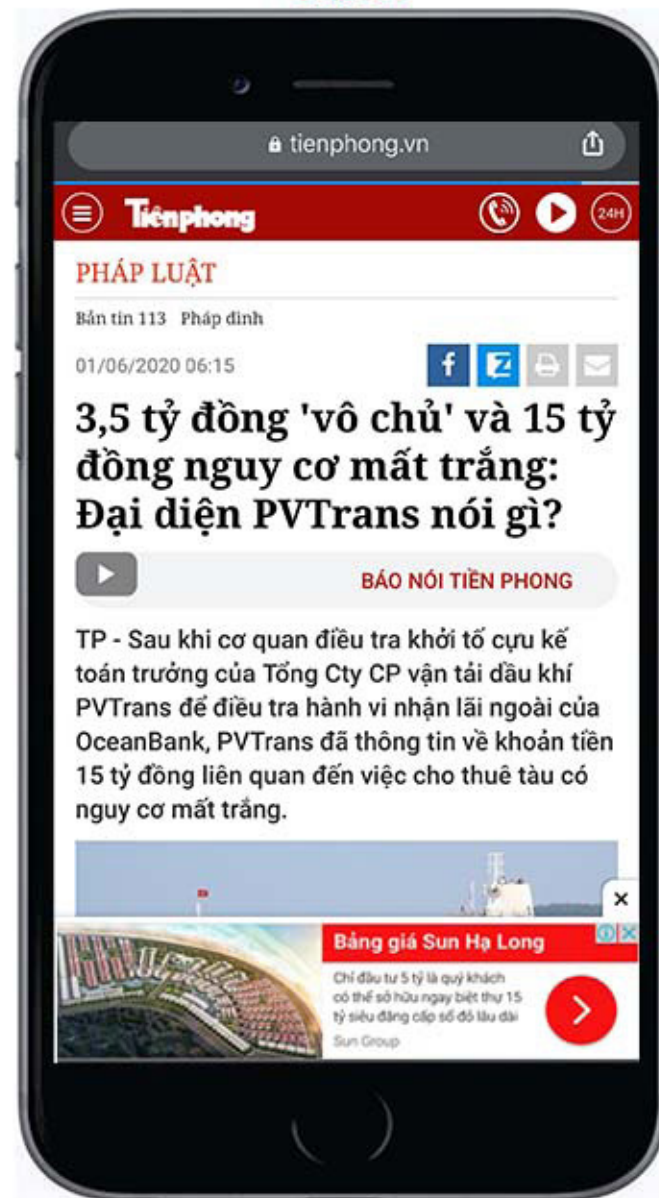 tienphong.vn
Tiênphong
24H
PHÁP LUẬT
Bản tin 113 Pháp đình
01/06/2020 06:15
3,5 tỷ đồng 'vô chủ' và 15 tỷ
đồng nguy cơ mất trắng:
Đại diện PVTrans nói gì?
BÁO NÓI TIỀN PHONG
TP - Sau khi cơ quan điều tra khởi tố cựu kế
toán trưởng của Tổng Cty CP vận tải dầu khí
PVTrans để điều tra hành vi nhận lãi ngoài của
OceanBank, PVTrans đã thông tin về khoản tiền
15 tỷ đồng liên quan đến việc cho thuê tàu có
nguy cơ mất trắng.
Bảng giá Sun Hạ Long
Chỉ đầu tư 5 tỷ là quý khách
có thể sở hữu ngay biệt thự 15
tỷ siêu đẳng cấp sổ đỏ lâu dài
Sun Group